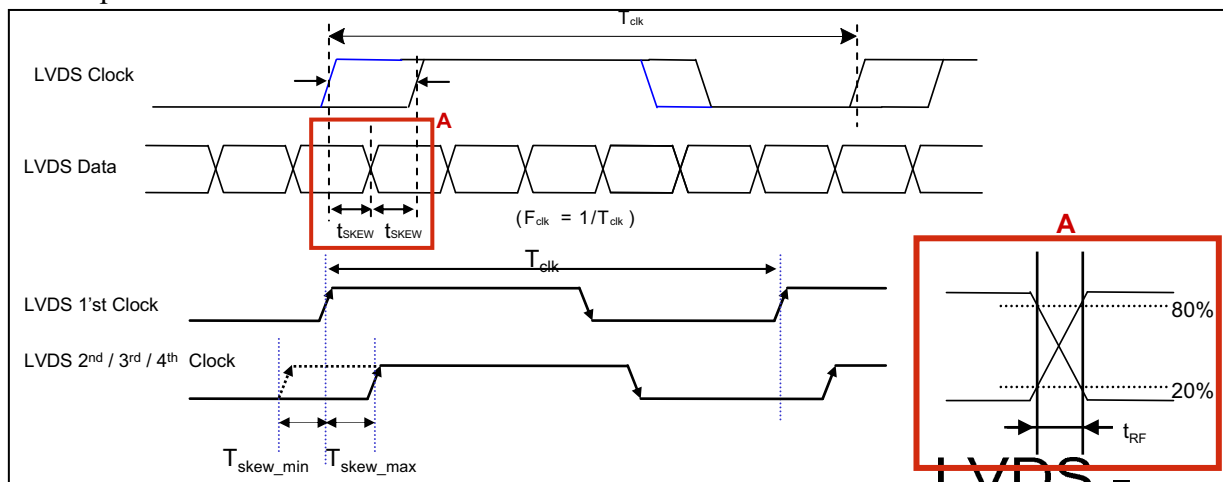 Tclk
LVDS Clock
A
LVDS Data
tSKEW tSKEW
( Fclk = 1/Tclk )
A
Tclk
LVDS 1'st Clock
80%
LVDS 2nd / 3rd / 4th Clock
20%
tRF
Tskew_min Tskew_max
LVDS -